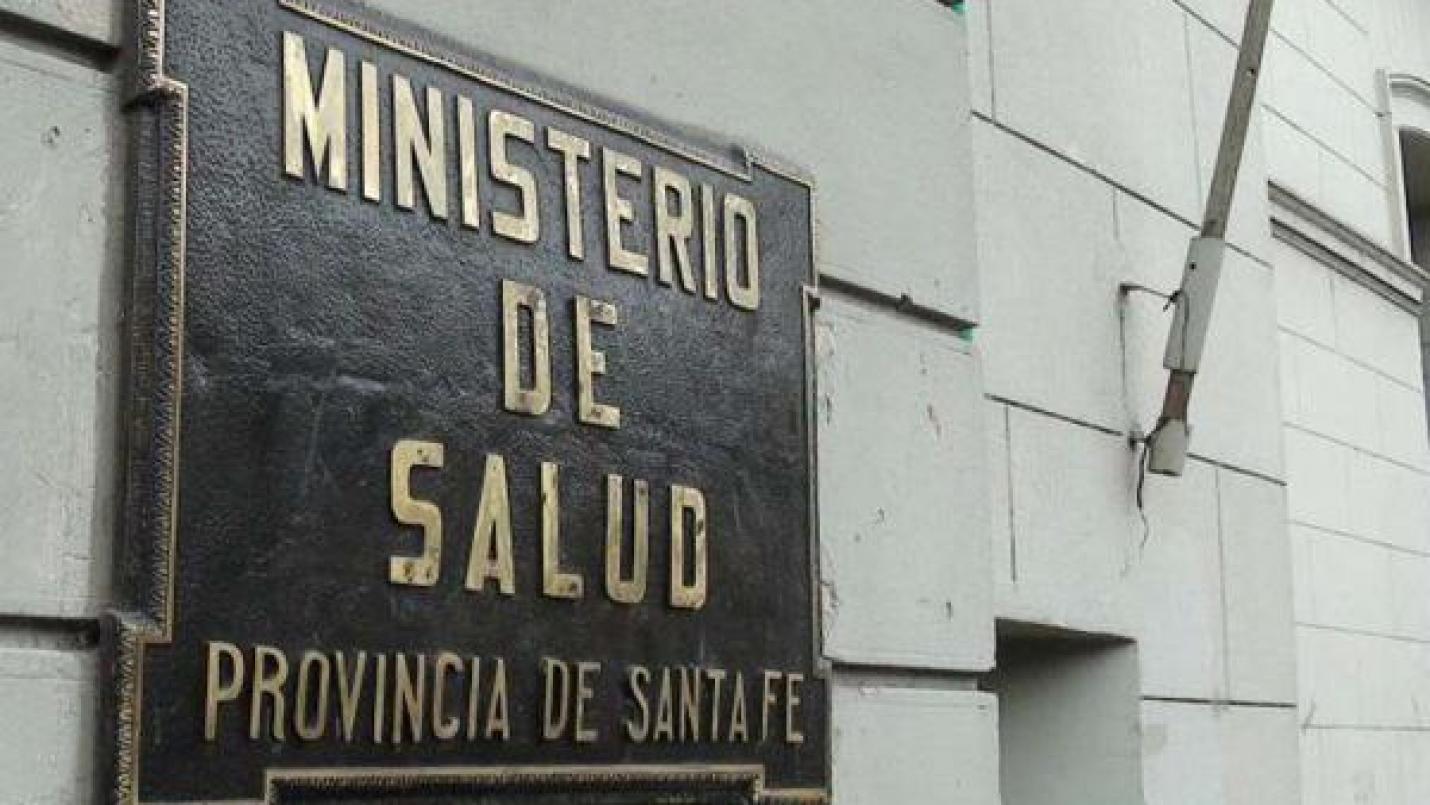 MINISTERIO
DE
SALUD
PROVINCIA DE SANTA FE